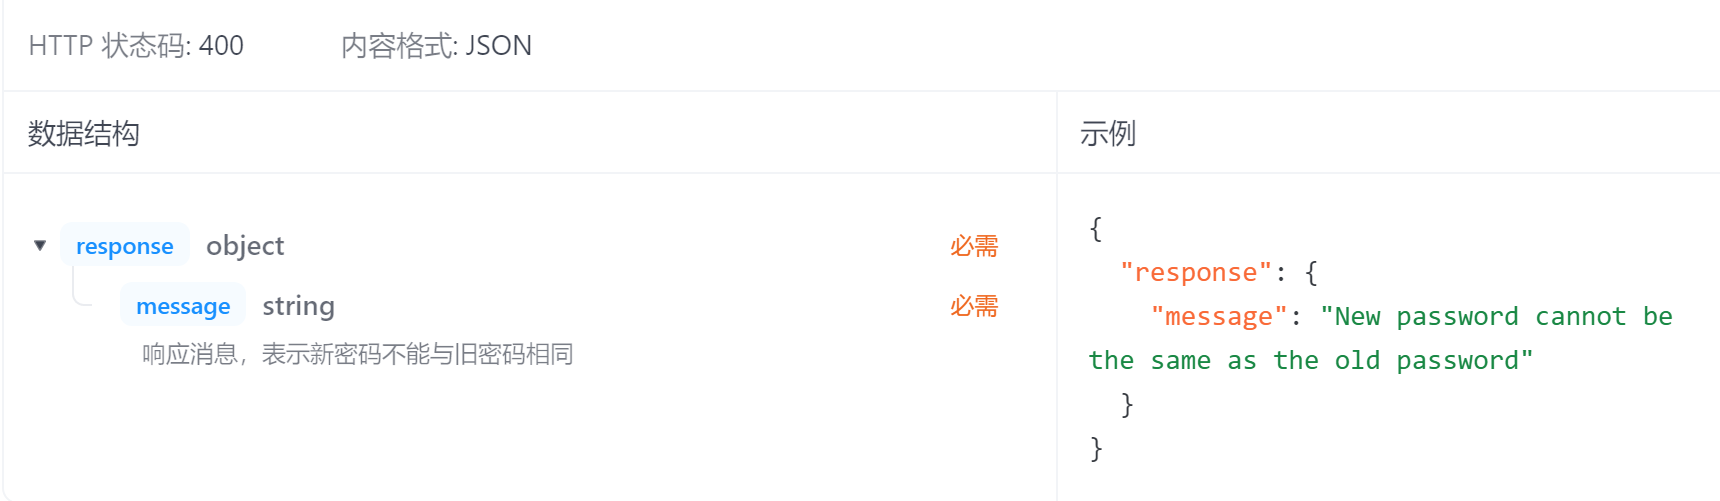 HTTP 状态码: 400 内容格式: JSON
数据结构
示例
response object 必需
message string 必需
响应消息，表示新密码不能与旧密码相同
{
"response": {
"message": "New password cannot be
the same as the old password"
}
}